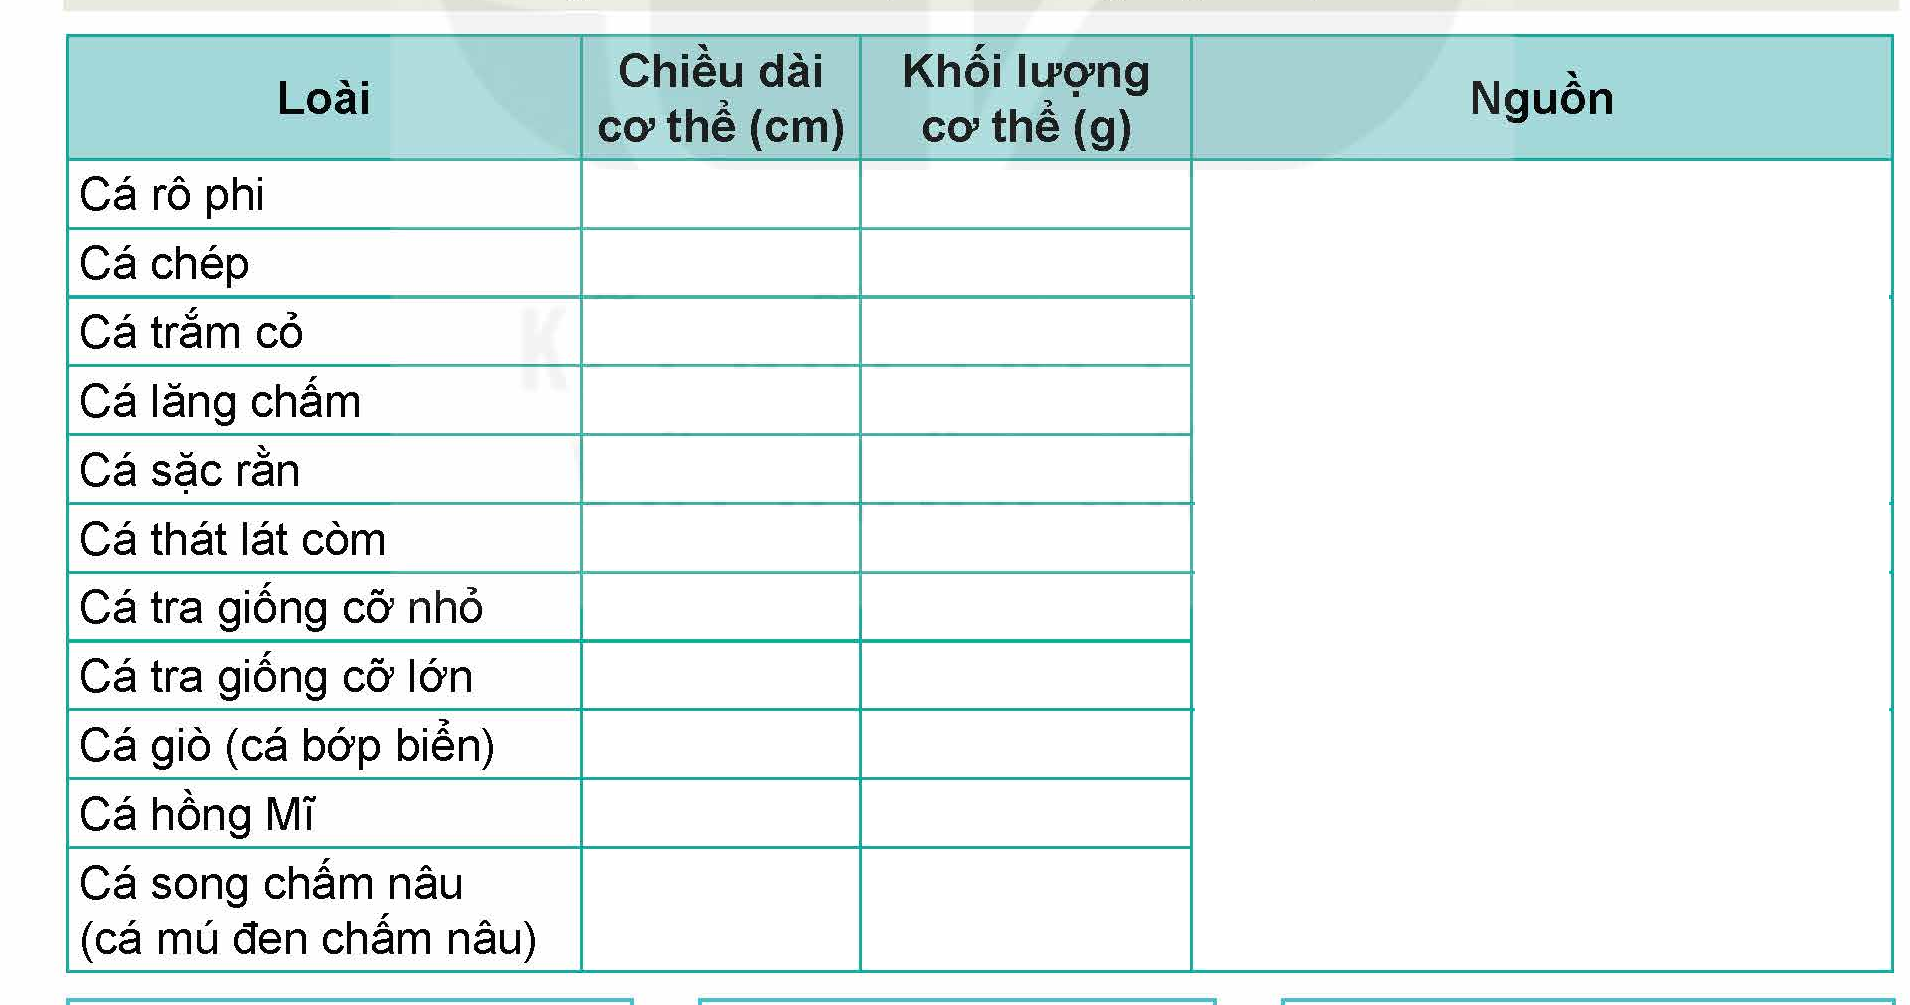 Loài
Chiều dài
cơ thể (cm)
Khối lượng
cơ thể (g)
Nguồn
Cá rô phi
Cá chép
Cá trắm cỏ
Cá lăng chấm
Cá sặc rằn
Cá thát lát còm
Cá tra giống cỡ nhỏ
Cá tra giống cỡ lớn
Cá giò (cá bớp biển)
Cá hồng Mĩ
Cá song chấm nâu
(cá mú đen chấm nâu)